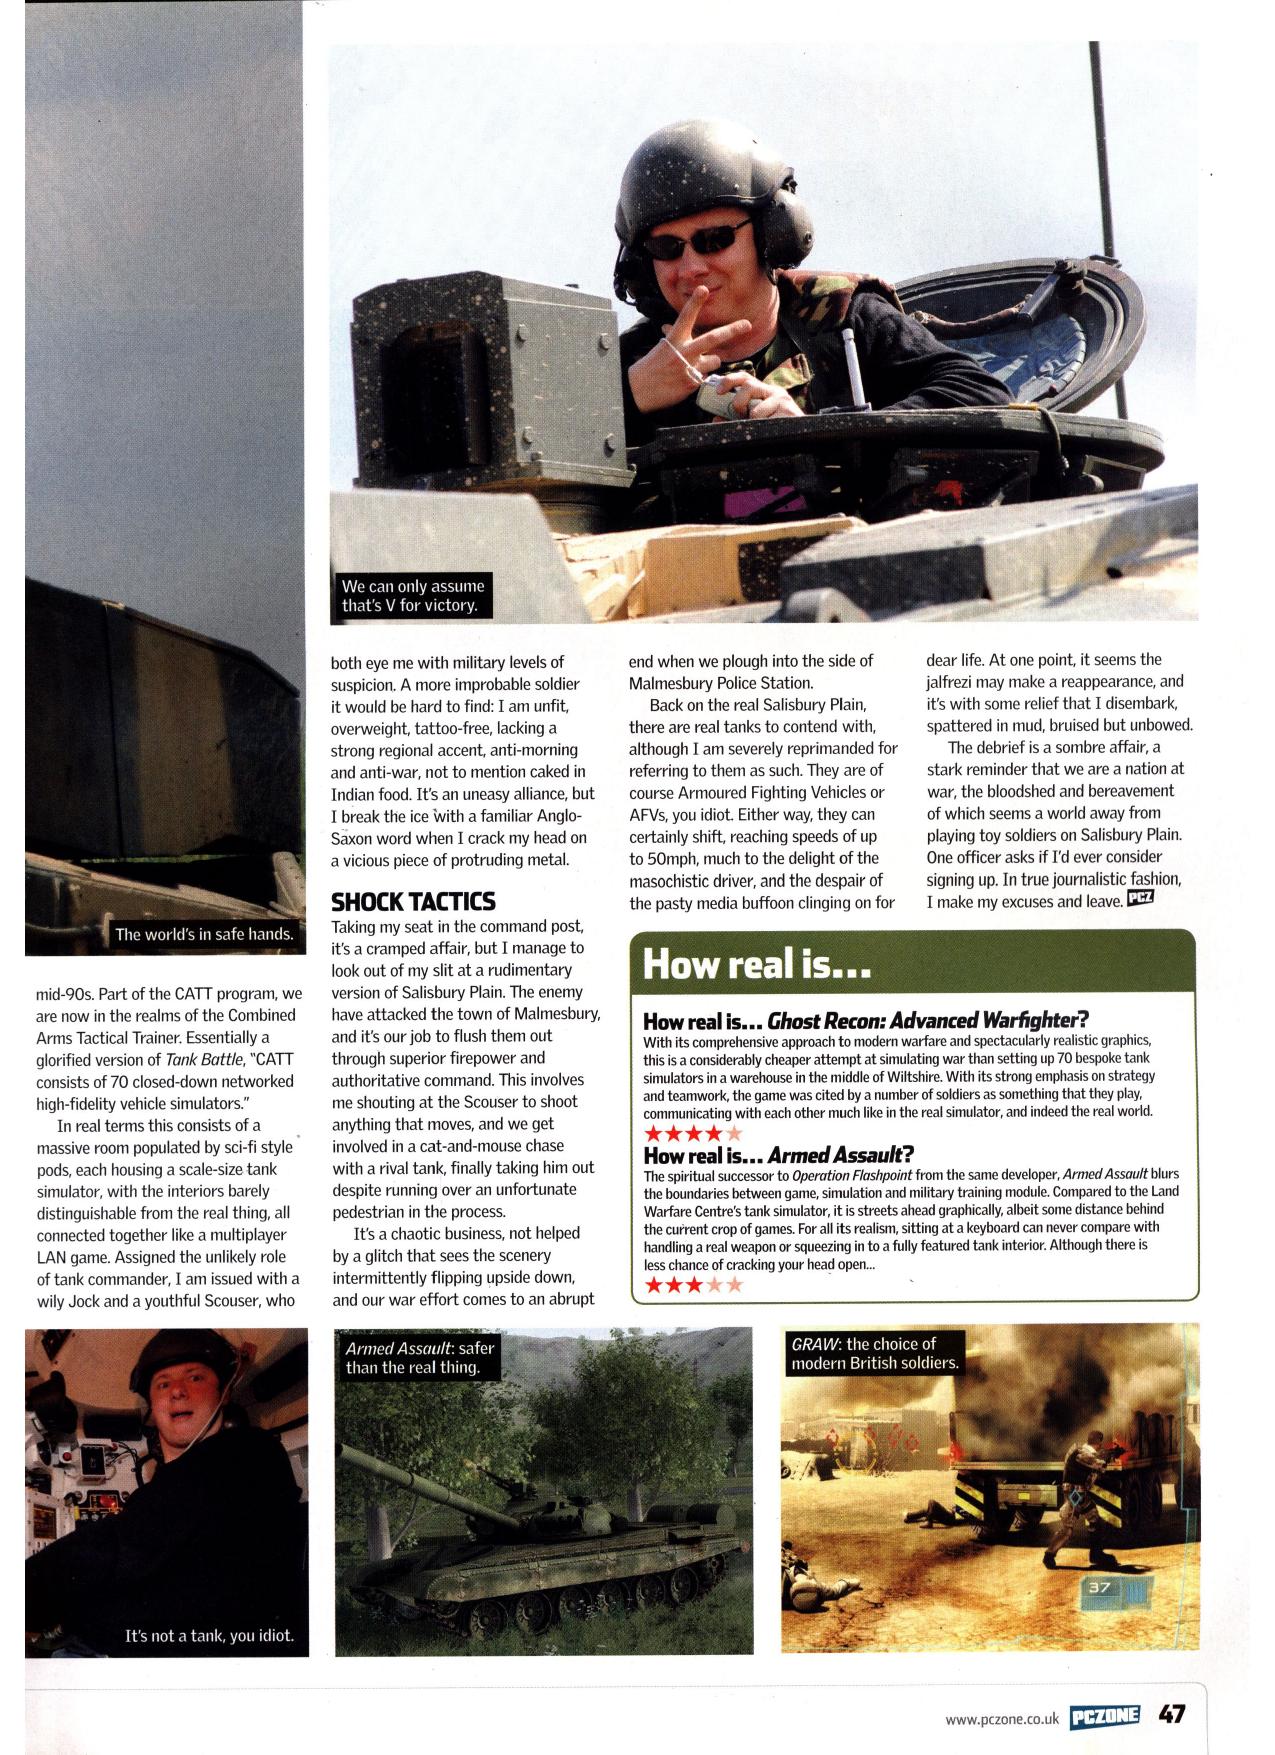 We can only assume
that's V for victory.
The world's in safe hands.
mid-90s. Part of the CATT program, we
are now in the realms of the Combined
Arms Tactical Trainer. Essentially a
glorified version of Tank Battle, "CATT
consists of 70 closed-down networked
high-fidelity vehicle simulators."
In real terms this consists of a
massive room populated by sci-fi style
pods, each housing a scale-size tank
simulator, with the interiors barely
distinguishable from the real thing, all
connected together like a multiplayer
LAN game. Assigned the unlikely role
of tank commander, I am issued with a
wily Jock and a youthful Scouser, who
both eye me with military levels of
suspicion. A more improbable soldier
it would be hard to find: I am unfit,
overweight, tattoo-free, lacking a
strong regional accent, anti-morning
and anti-war, not to mention caked in
Indian food. It's an uneasy alliance, but
I break the ice with a familiar Anglo-
Saxon word when I crack my head on
a vicious piece of protruding metal.
SHOCK TACTICS
Taking my seat in the command post,
it's a cramped affair, but I manage to
look out of my slit at a rudimentary
version of Salisbury Plain. The enemy
have attacked the town of Malmesbury,
and it's our job to flush them out
through superior firepower and
authoritative command. This involves
me shouting at the Scouser to shoot
anything that moves, and we get
involved in a cat-and-mouse chase
with a rival tank, finally taking him out
despite running over an unfortunate
pedestrian in the process.
It's a chaotic business, not helped
by a glitch that sees the scenery
intermittently flipping upside down,
and our war effort comes to an abrupt
end when we plough into the side of
Malmesbury Police Station.
Back on the real Salisbury Plain,
there are real tanks to contend with,
although I am severely reprimanded for
referring to them as such. They are of
course Armoured Fighting Vehicles or
AFVs, you idiot. Either way, they can
certainly shift, reaching speeds of up
to 50mph, much to the delight of the
masochistic driver, and the despair of
the pasty media buffoon clinging on for
dear life. At one point, it seems the
jalfrezi may make a reappearance, and
it's with some relief that I disembark,
spattered in mud, bruised but unbowed.
The debrief is a sombre affair, a
stark reminder that we are a nation at
war, the bloodshed and bereavement
of which seems a world away from
playing toy soldiers on Salisbury Plain.
One officer asks if I'd ever consider
signing up. In true journalistic fashion,
I make my excuses and leave. PCZ
How real is...
How real is... Ghost Recon: Advanced Warfighter?
With its comprehensive approach to modern warfare and spectacularly realistic graphics,
this is a considerably cheaper attempt at simulating war than setting up 70 bespoke tank
simulators in a warehouse in the middle of Wiltshire. With its strong emphasis on strategy
and teamwork, the game was cited by a number of soldiers as something that they play,
communicating with each other much like in the real simulator, and indeed the real world.
How real is... Armed Assault?
The spiritual successor to Operation Flashpoint from the same developer, Armed Assault blurs
the boundaries between game, simulation and military training module. Compared to the Land
Warfare Centre's tank simulator, it is streets ahead graphically, albeit some distance behind
the current crop of games. For all its realism, sitting at a keyboard can never compare with
handling a real weapon or squeezing in to a fully featured tank interior. Although there is
less chance of cracking your head open...
It's not a tank, you idiot.
Armed Assault: safer
than the real thing.
GRAW: the choice of
modern British soldiers.
37
www.pczone.co.uk PCZONE 47